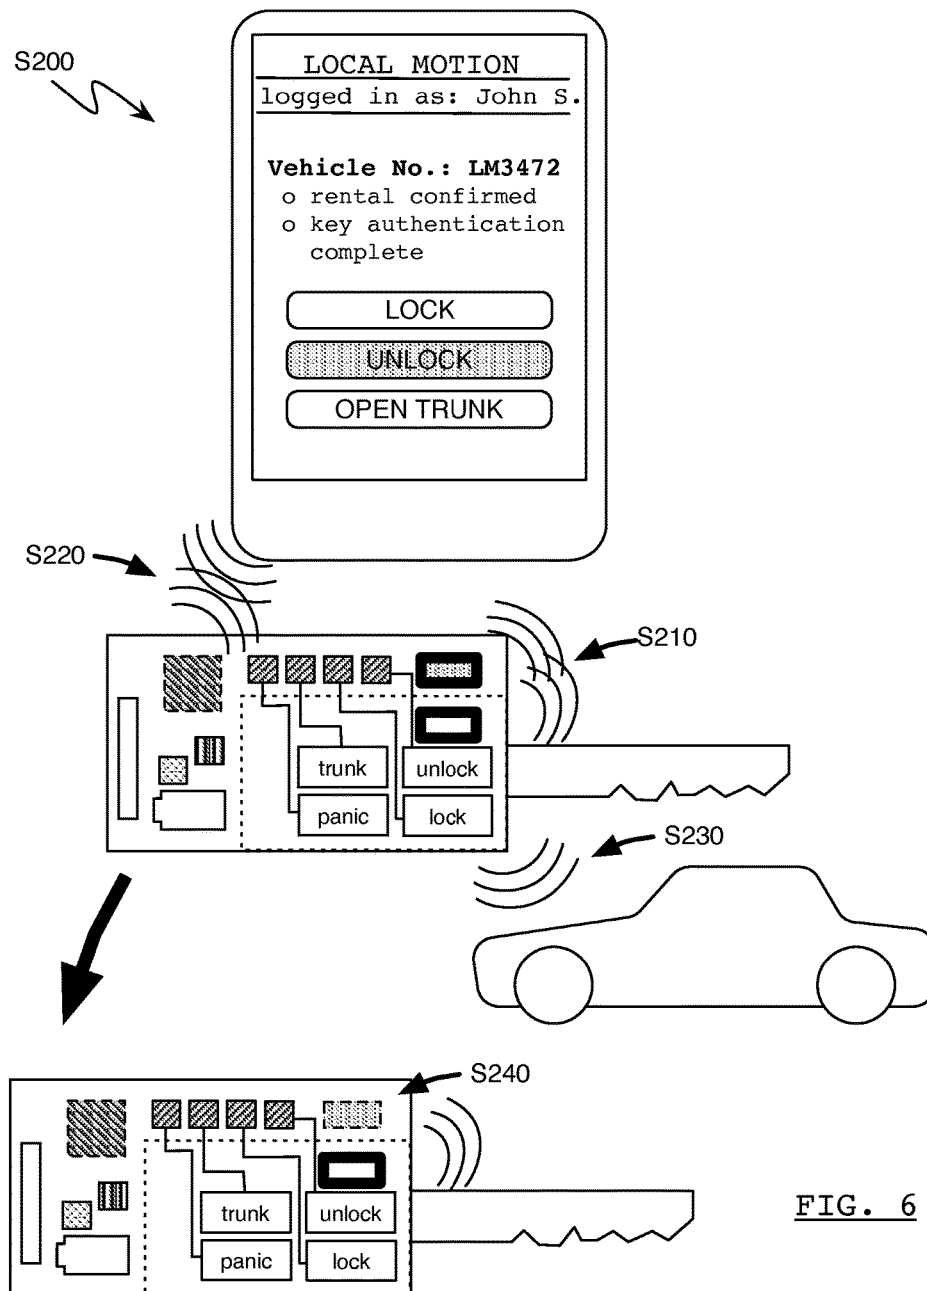 S200
LOCAL MOTION
logged in as: John S.
Vehicle No.: LM3472
o rental confirmed
o key authentication
complete
LOCK
UNLOCK
OPEN TRUNK
S220
S210
trunk
unlock
panic
lock
S230
S240
trunk
unlock
panic
lock
FIG. 6